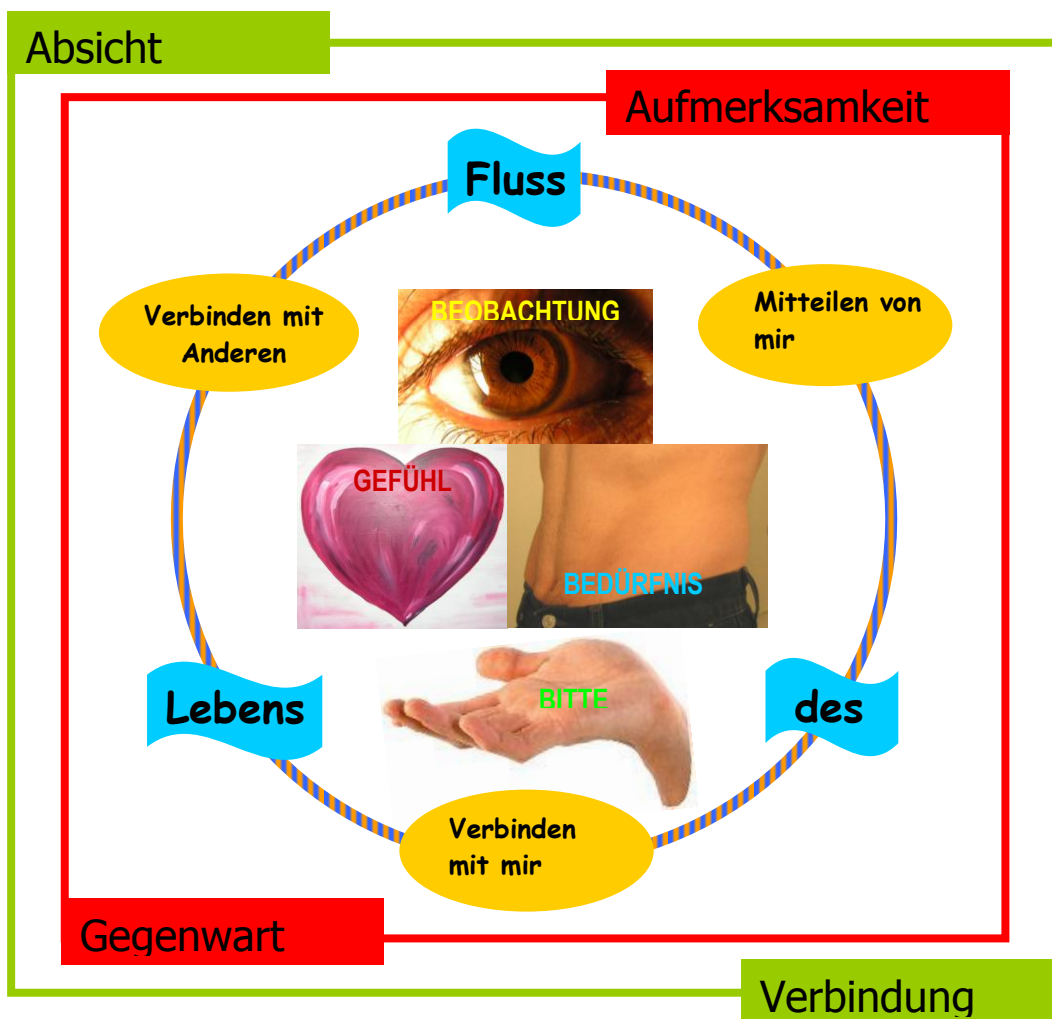 Absicht
Aufmerksamkeit
Fluss
Verbinden mit
Anderen
BEOBACHTUNG
Mitteilen von
mir
GEFÜHL
BEDÜRFNIS
Lebens
BITTE
des
Verbinden
mit mir
Gegenwart
Verbindung